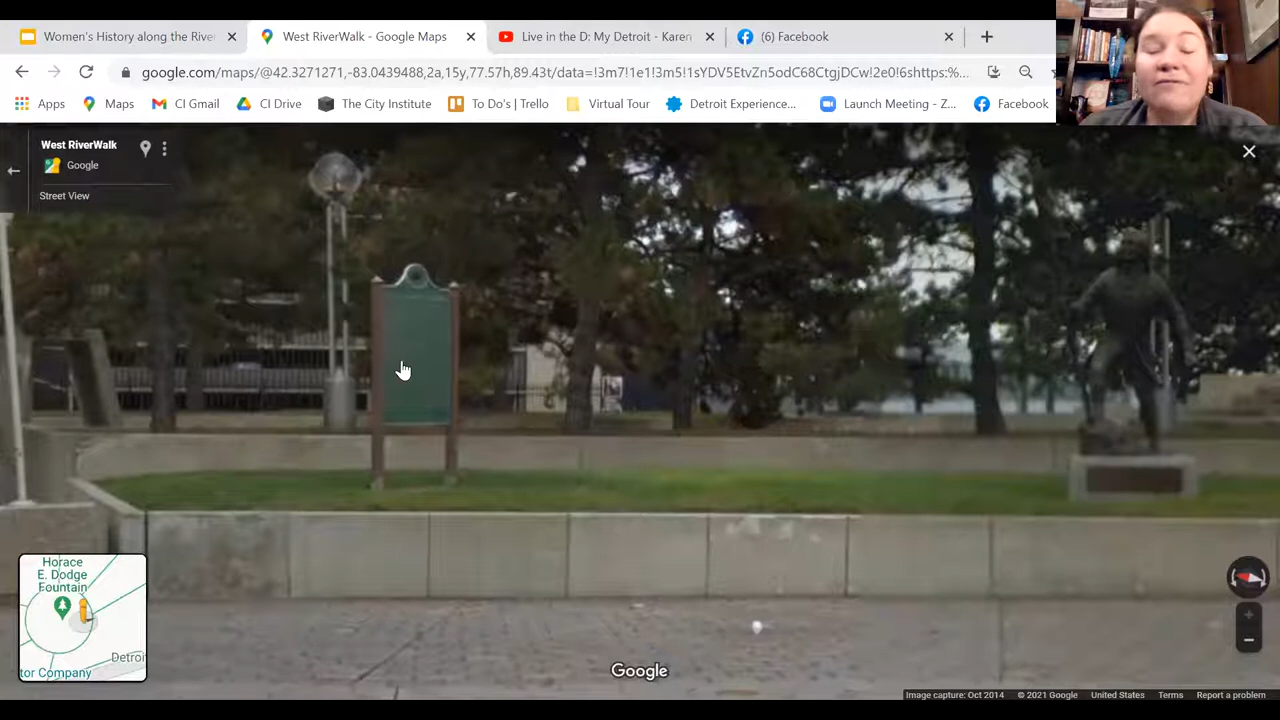 Women's History along the River
West RiverWalk - Google Maps
Live in the D: My Detroit - Karen
(6) Facebook
google.com/maps/@42.3271271,-83.0439468,2a,15y,77.57h,89.43t/data=!3m7!1e1!3m5!1sYDV5EtvZn5odC68CtgjDCw!2e0!6shttps:%...
Apps
Maps
CI Gmail
CI Drive
The City Institute
To Do's | Trello
Virtual Tour
Detroit Experience...
Launch Meeting - Z...
Facebook
West RiverWalk
Google
Street View
Horace
E. Dodge
Fountain
Detroi
tor Company
Google
Image capture: Oct 2014 © 2021 Google United States Terms Report a problem